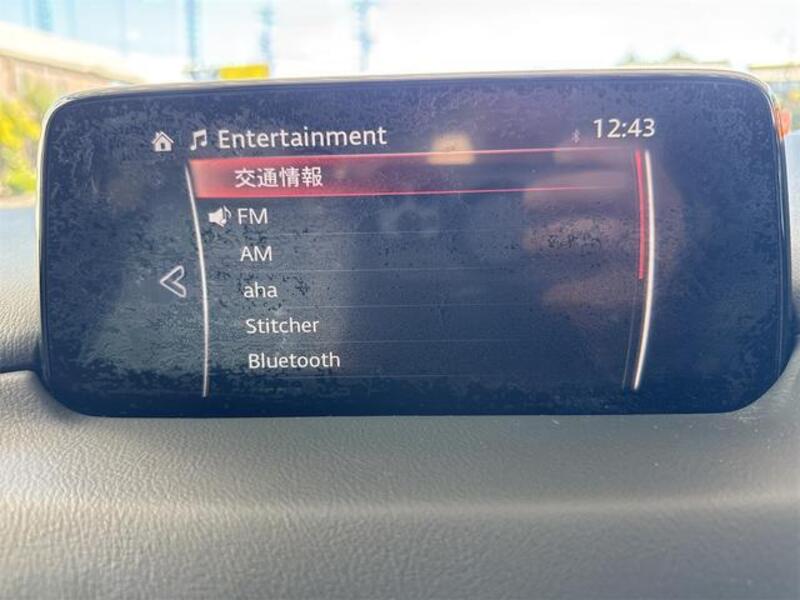 Entertainment
12:43
交通情報
FM
AM
aha
Stitcher
Bluetooth